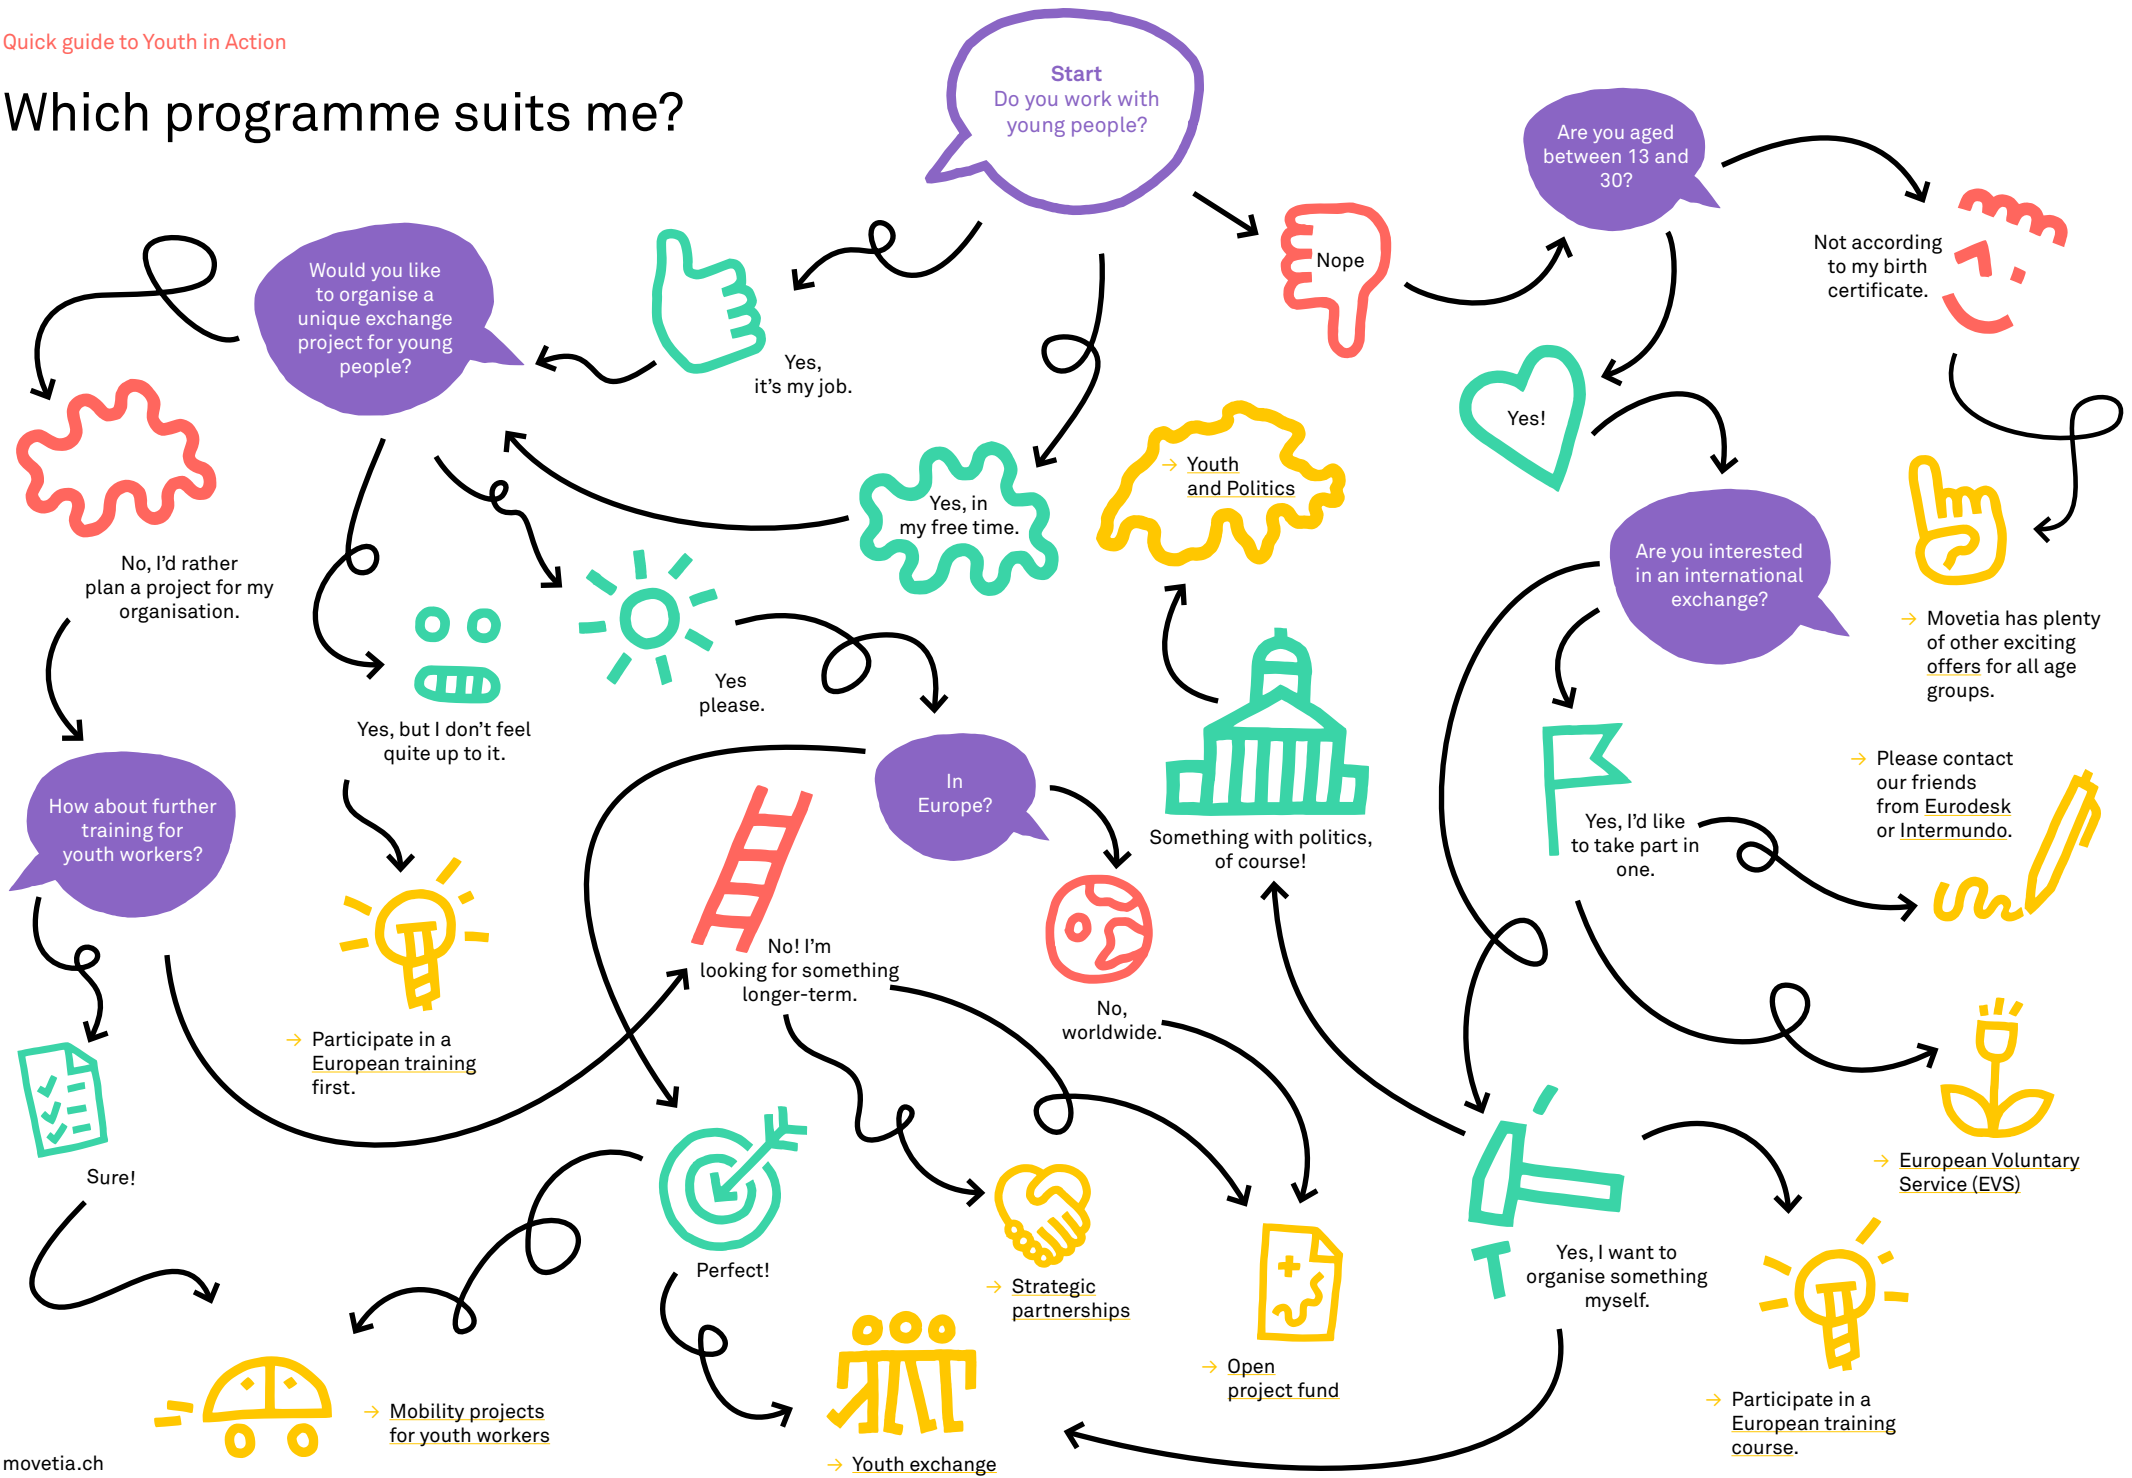 Quick guide to Youth in Action
Which programme suits me?
Start
Do you work with
young people?
Are you aged
between 13 and
30?
Nope
Not according
to my birth
certificate.
Would you like
to organise a
unique exchange
project for young
people?
Yes,
it's my job.
Yes!
→ Youth
and Politics
Yes, in
my free time.
No, I'd rather
plan a project for my
organisation.
Are you interested
in an international
exchange?
→ Movetia has plenty
of other exciting
offers for all age
groups.
Yes
please.
Yes, but I don't feel
quite up to it.
→ Please contact
our friends
from Eurodesk
or Intermundo.
How about further
training for
youth workers?
In
Europe?
Something with politics,
of course!
Yes, I'd like
to take part in
one.
No! I'm
looking for something
longer-term.
No,
worldwide.
→ Participate in a
European training
first.
Sure!
→ European Voluntary
Service (EVS)
Perfect!
→ Strategic
partnerships
Yes, I want to
organise something
myself.
→ Open
project fund
→ Mobility projects
for youth workers
→ Participate in a
European training
course.
→ Youth exchange
movetia.ch